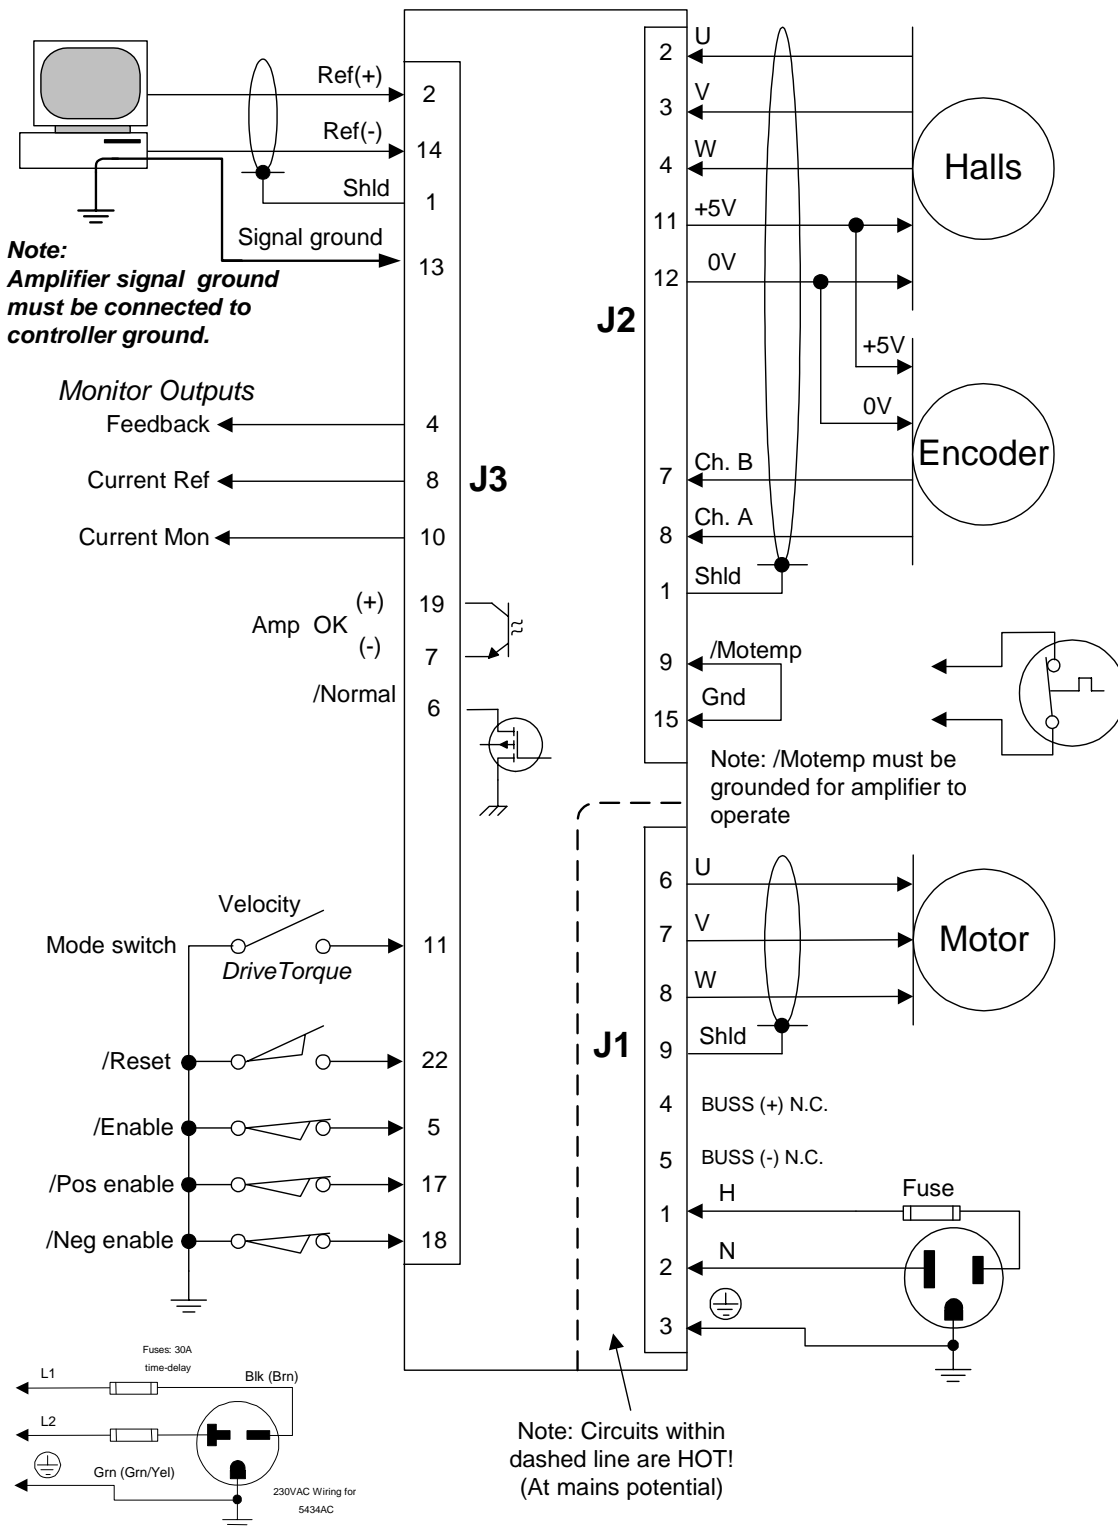 Ref(+)
2
Ref(-)
14
Shld
1
Signal ground
13
Note:
Amplifier signal ground
must be connected to
controller ground.
Monitor Outputs
Feedback
4
Current Ref
8
J3
Current Mon
10
(+)
19
Amp OK
(-)
7
/Normal
6
Velocity
Mode switch
11
DriveTorque
/Reset
22
/Enable
5
/Pos enable
17
/Neg enable
18
2
U
3
V
4
W
Halls
11
+5V
12
0V
J2
+5V
0V
Encoder
7
Ch. B
8
Ch. A
1
Shld
9
/Motemp
Gnd
15
Note: /Motemp must be
grounded for amplifier to
operate
6
U
7
V
Motor
8
W
J1
9
Shld
4
BUSS (+) N.C.
5
BUSS (-) N.C.
1
H
Fuse
2
N
3
Note: Circuits within
dashed line are HOT!
(At mains potential)
Fuses: 30A
time-delay
L1
Blk (Brn)
L2
Grn (Grn/Yel)
230VAC Wiring for
5434AC